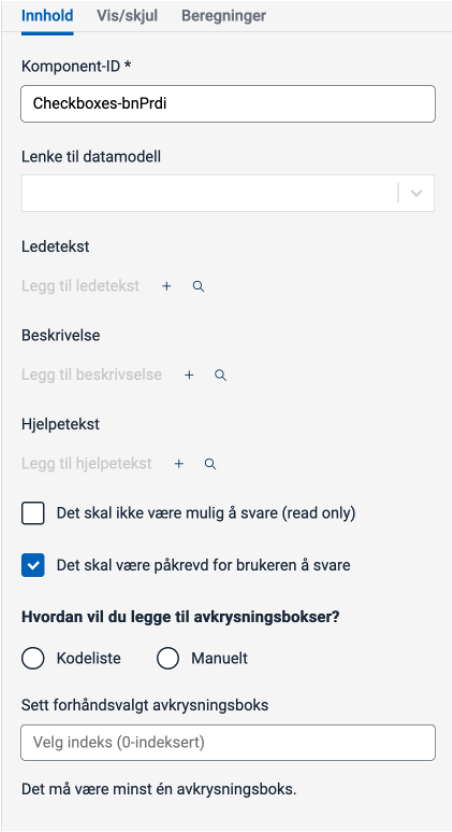 Innhold Vis/skjul Beregninger
Komponent-ID *
Checkboxes-bnPrdi
Lenke til datamodell
Ledetekst
Legg til ledetekst
Beskrivelse
Legg til beskrivselse
Hjelpetekst
Legg til hjelpetekst
Det skal ikke være mulig å svare (read only)
Det skal være påkrevd for brukeren å svare
Hvordan vil du legge til avkrysningsbokser?
Kodeliste Manuelt
Sett forhåndsvalgt avkrysningsboks
Velg indeks (0-indeksert)
Det må være minst én avkrysningsboks.